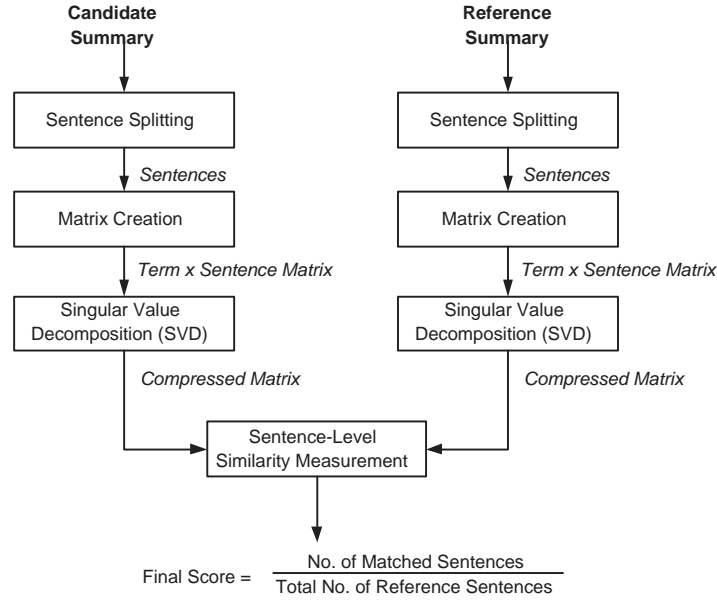 Candidate
Summary
Sentence Splitting
Sentences
Matrix Creation
Term x Sentence Matrix
Singular Value
Decomposition (SVD)
Compressed Matrix
Reference
Summary
Sentence Splitting
Sentences
Matrix Creation
Term x Sentence Matrix
Singular Value
Decomposition (SVD)
Compressed Matrix
Sentence-Level
Similarity Measurement
Final Score =
No. of Matched Sentences
Total No. of Reference Sentences